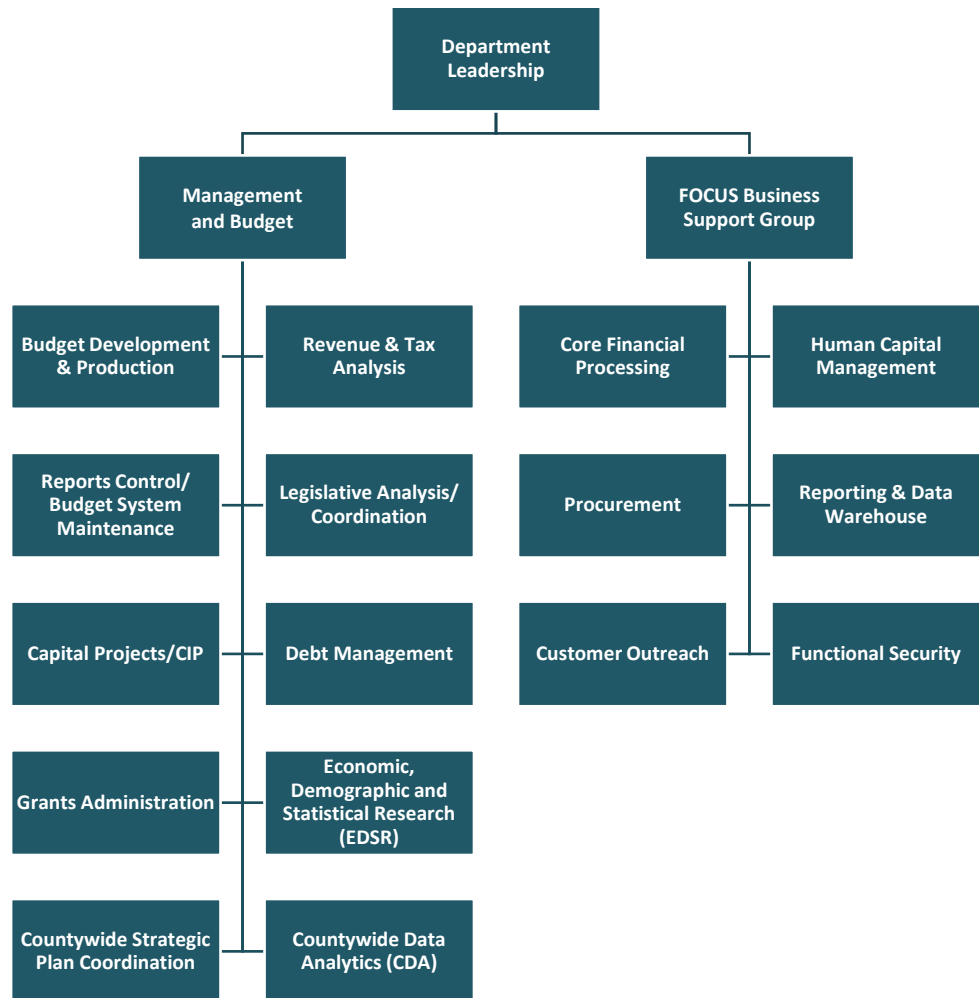 Department
Leadership
Management
and Budget
FOCUS Business
Support Group
Budget Development
& Production
Revenue & Tax
Analysis
Core Financial
Processing
Human Capital
Management
Reports Control/
Budget System
Maintenance
Legislative Analysis/
Coordination
Procurement
Reporting & Data
Warehouse
Capital Projects/CIP
Debt Management
Customer Outreach
Functional Security
Grants Administration
Economic,
Demographic and
Statistical Research
(EDSR)
Countywide Strategic
Plan Coordination
Countywide Data
Analytics (CDA)